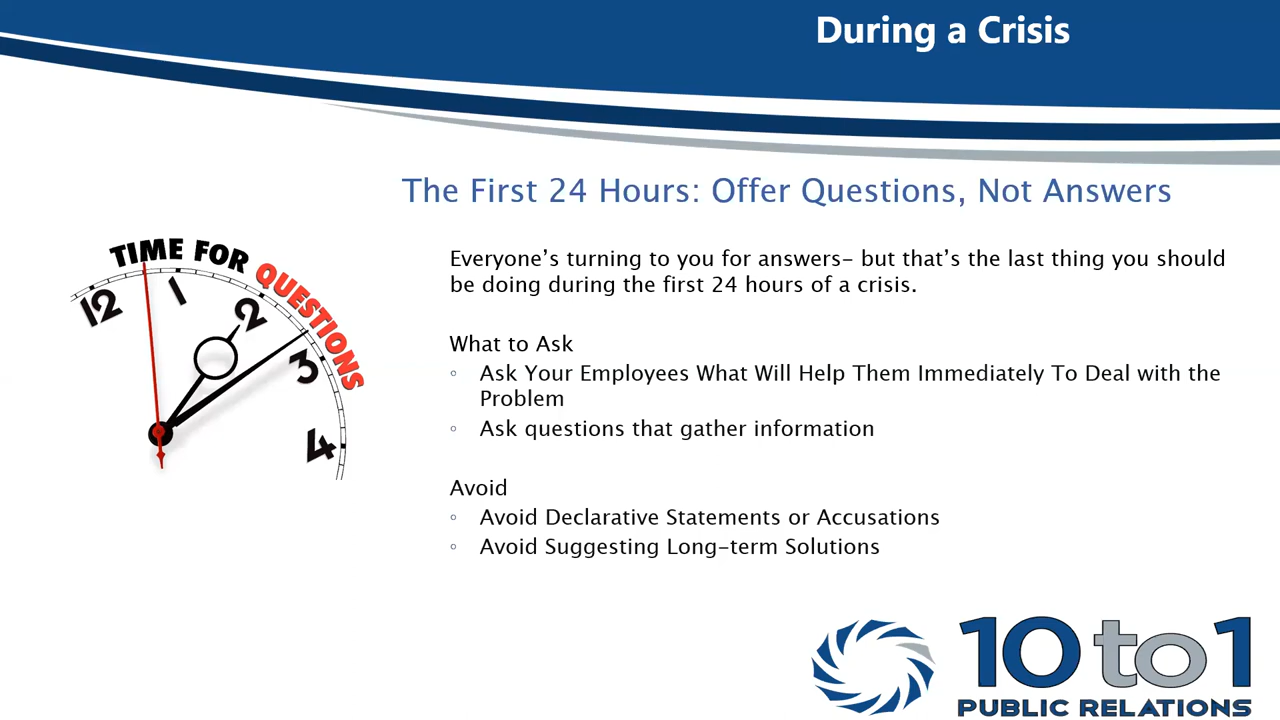 During a Crisis
The First 24 Hours: Offer Questions, Not Answers
TIME FOR QUESTIONS
12
1
2
3
4
Everyone's turning to you for answers– but that's the last thing you should
be doing during the first 24 hours of a crisis.
What to Ask
◦ Ask Your Employees What Will Help Them Immediately To Deal with the
Problem
◦ Ask questions that gather information
Avoid
◦ Avoid Declarative Statements or Accusations
◦ Avoid Suggesting Long-term Solutions
10to1
PUBLIC RELATIONS